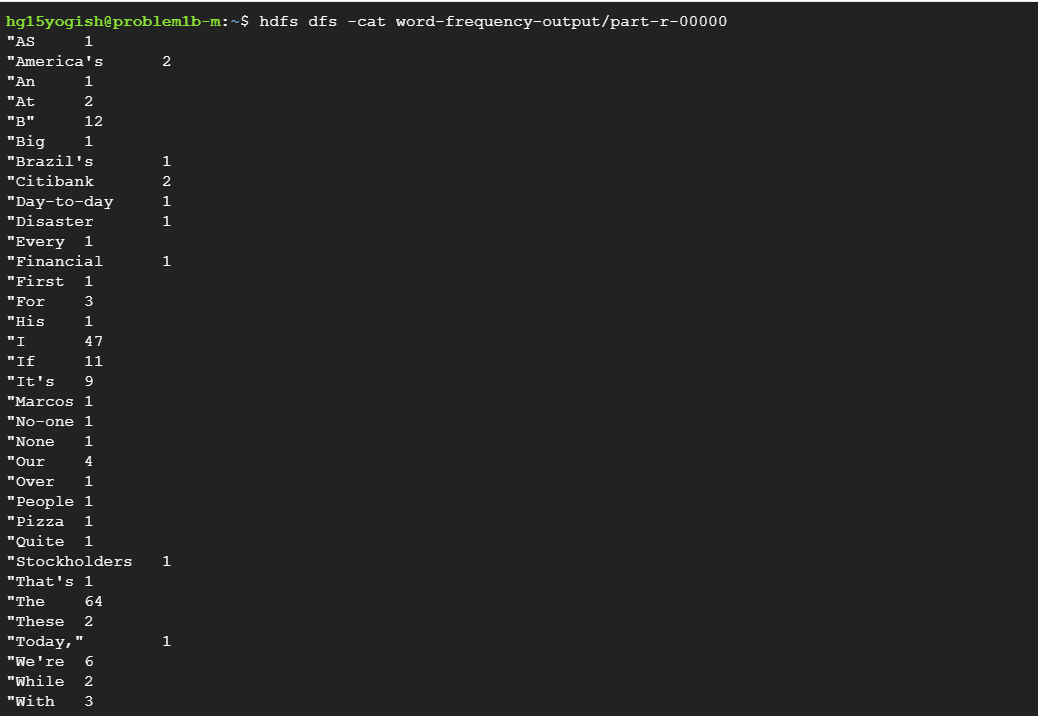 hg15yogish@problem1b-m:~$ hdfs dfs -cat word-frequency-output/part-r-00000
"AS 1
"America's 2
"An 1
"At 2
"B" 12
"Big 1
"Brazil's 1
"Citibank 2
"Day-to-day 1
"Disaster 1
"Every 1
"Financial 1
"First 1
"For 3
"His 1
"I 47
"If 11
"It's 9
"Marcos 1
"No-one 1
"None 1
"Our 4
"Over 1
"People 1
"Pizza 1
"Quite 1
"Stockholders 1
"That's 1
"The 64
"These 2
"Today," 1
"We're 6
"While 2
"With 3